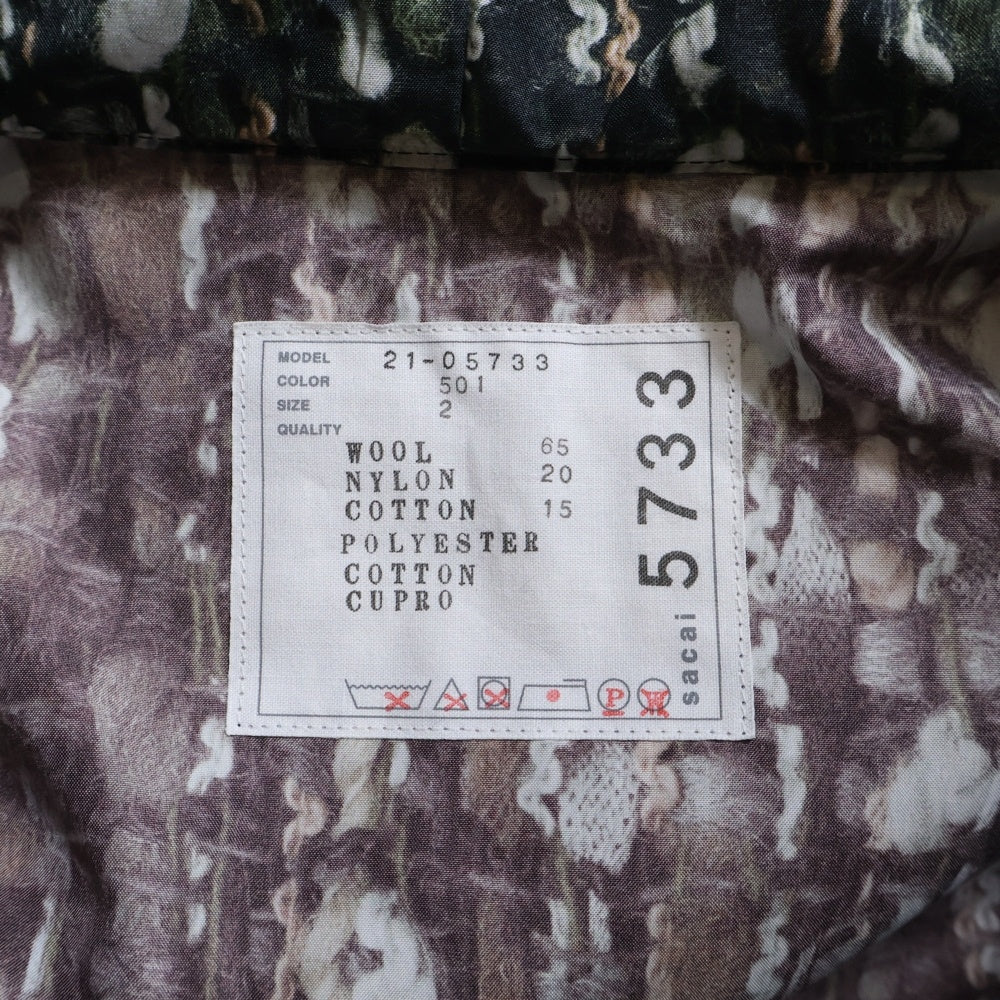 MODEL 21-05733
COLOR 501
SIZE 2
QUALITY
WOOL 65
NYLON 20
COTTON 15
POLYESTER
COTTON
CUPRO
P W
sacai 5733